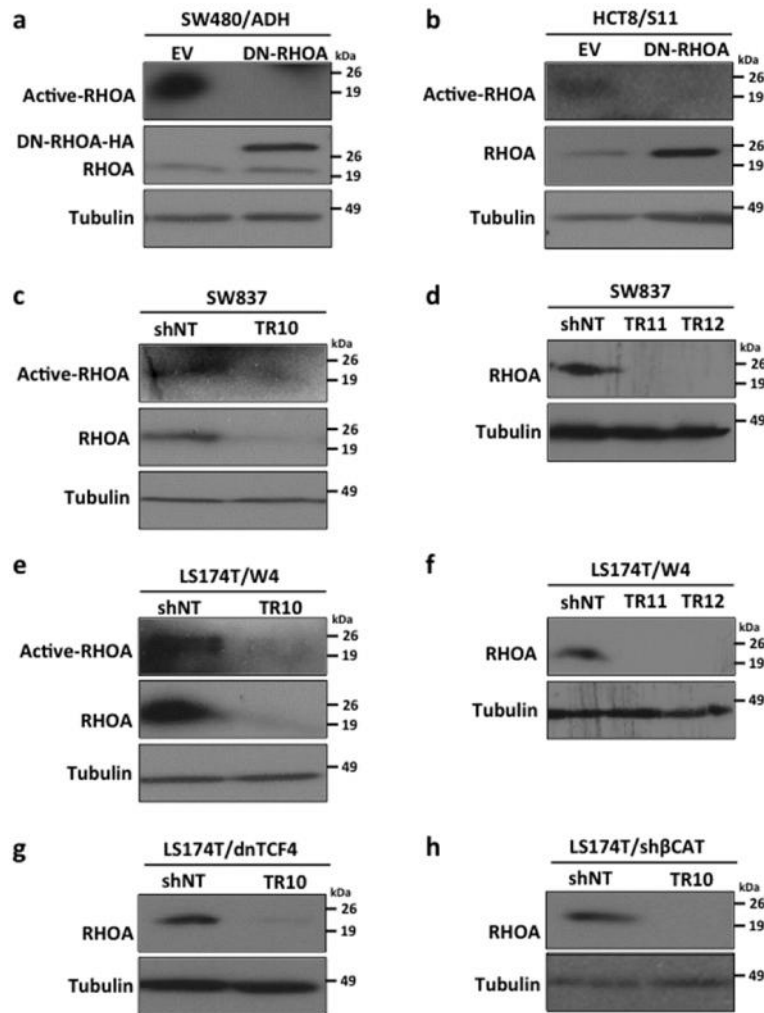 a
SW480/ADH
EV DN-RHOA kDa
Active-RHOA
26
19
DN-RHOA-HA
RHOA
26
19
Tubulin
49
b
HCT8/S11
EV DN-RHOA kDa
Active-RHOA
26
19
RHOA
26
19
Tubulin
49
c
SW837
shNT TR10
kDa
Active-RHOA
26
19
RHOA
26
19
Tubulin
49
d
SW837
shNT TR11 TR12
kDa
RHOA
26
19
Tubulin
49
e
LS174T/W4
shNT TR10
kDa
Active-RHOA
26
19
RHOA
26
19
Tubulin
49
f
LS174T/W4
shNT TR11 TR12
kDa
RHOA
26
19
Tubulin
49
g
LS174T/dnTCF4
shNT TR10
kDa
RHOA
26
19
Tubulin
49
h
LS174T/shβCAT
shNT TR10
kDa
RHOA
26
19
Tubulin
49